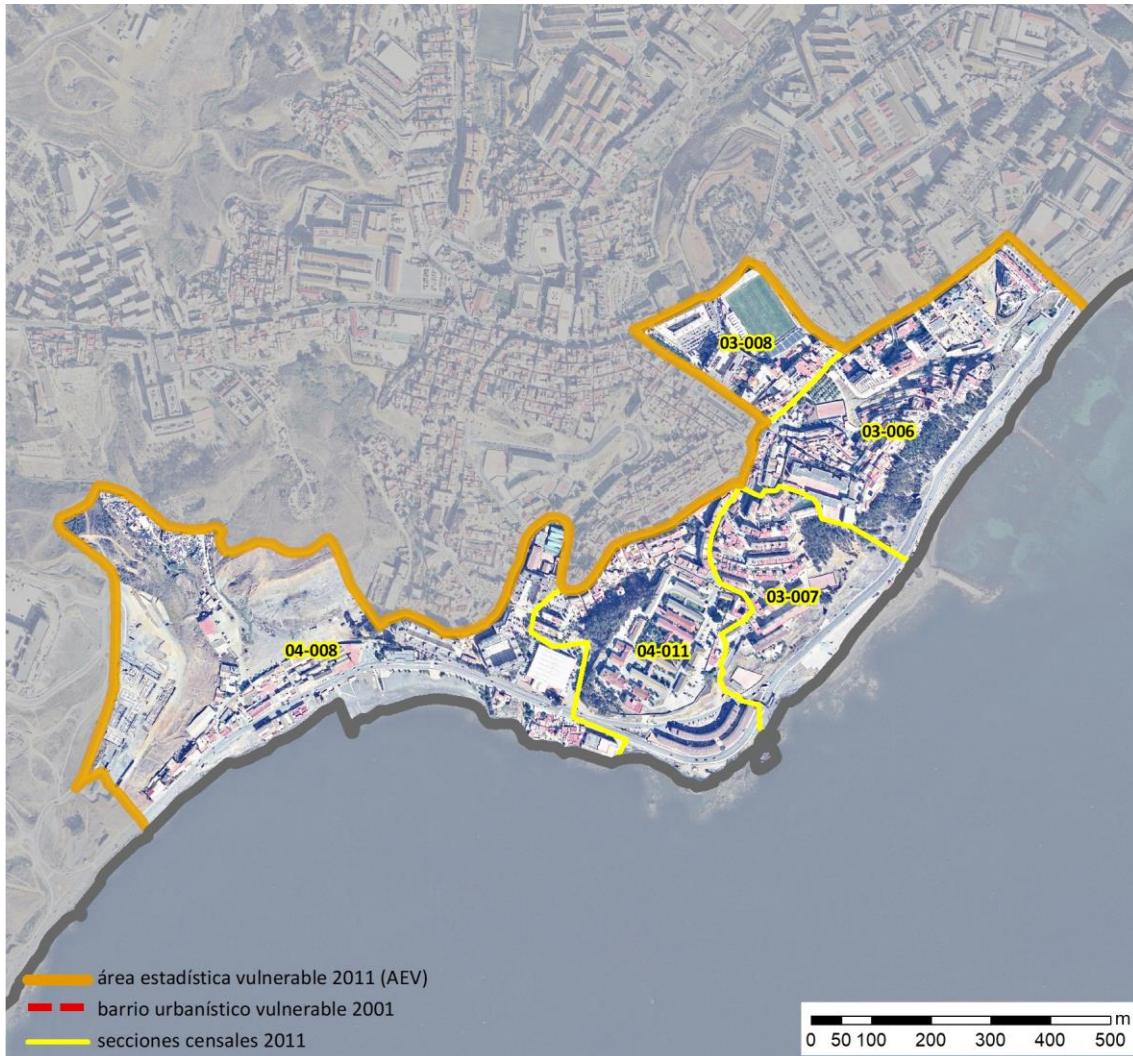 03-008
03-006
03-007
04-011
04-008
área estadística vulnerable 2011 (AEV)
barrio urbanístico vulnerable 2001
secciones censales 2011
m
0 50 100 200 300 400 500